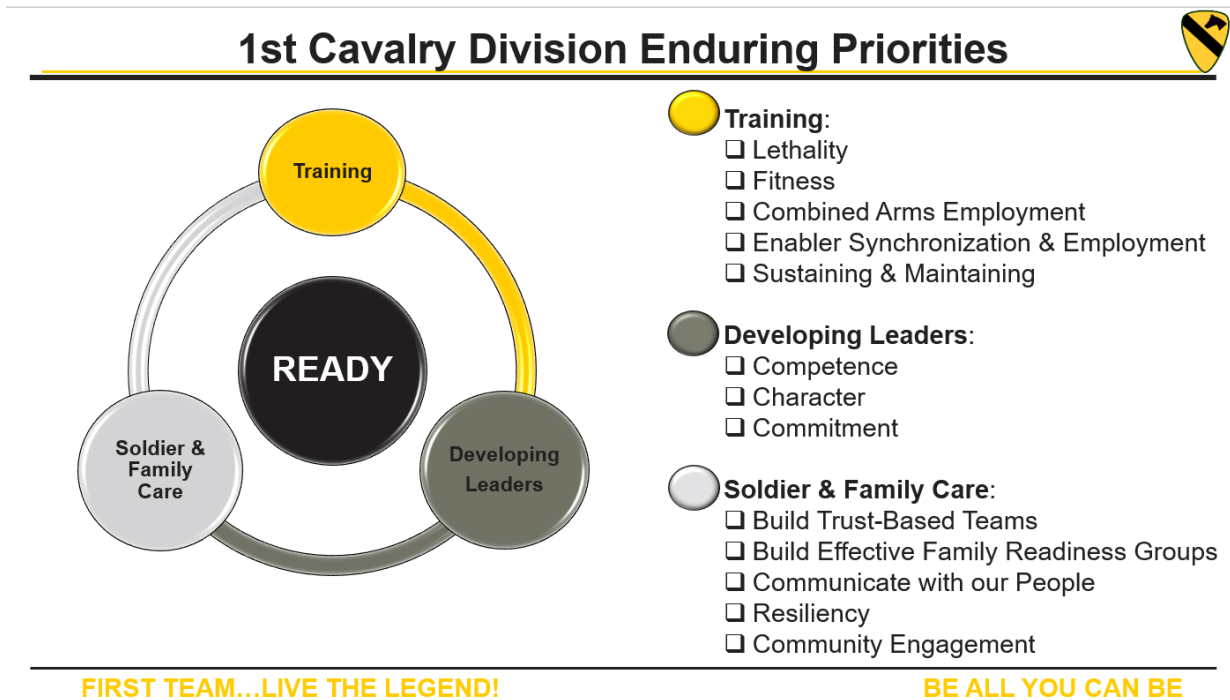 1st Cavalry Division Enduring Priorities
Training
READY
Soldier &
Family
Care
Developing
Leaders
Training:
❑ Lethality
❑ Fitness
❑ Combined Arms Employment
❑ Enabler Synchronization & Employment
❑ Sustaining & Maintaining
Developing Leaders:
❑ Competence
❑ Character
❑ Commitment
Soldier & Family Care:
❑ Build Trust-Based Teams
❑ Build Effective Family Readiness Groups
❑ Communicate with our People
❑ Resiliency
❑ Community Engagement
FIRST TEAM…LIVE THE LEGEND!
BE ALL YOU CAN BE